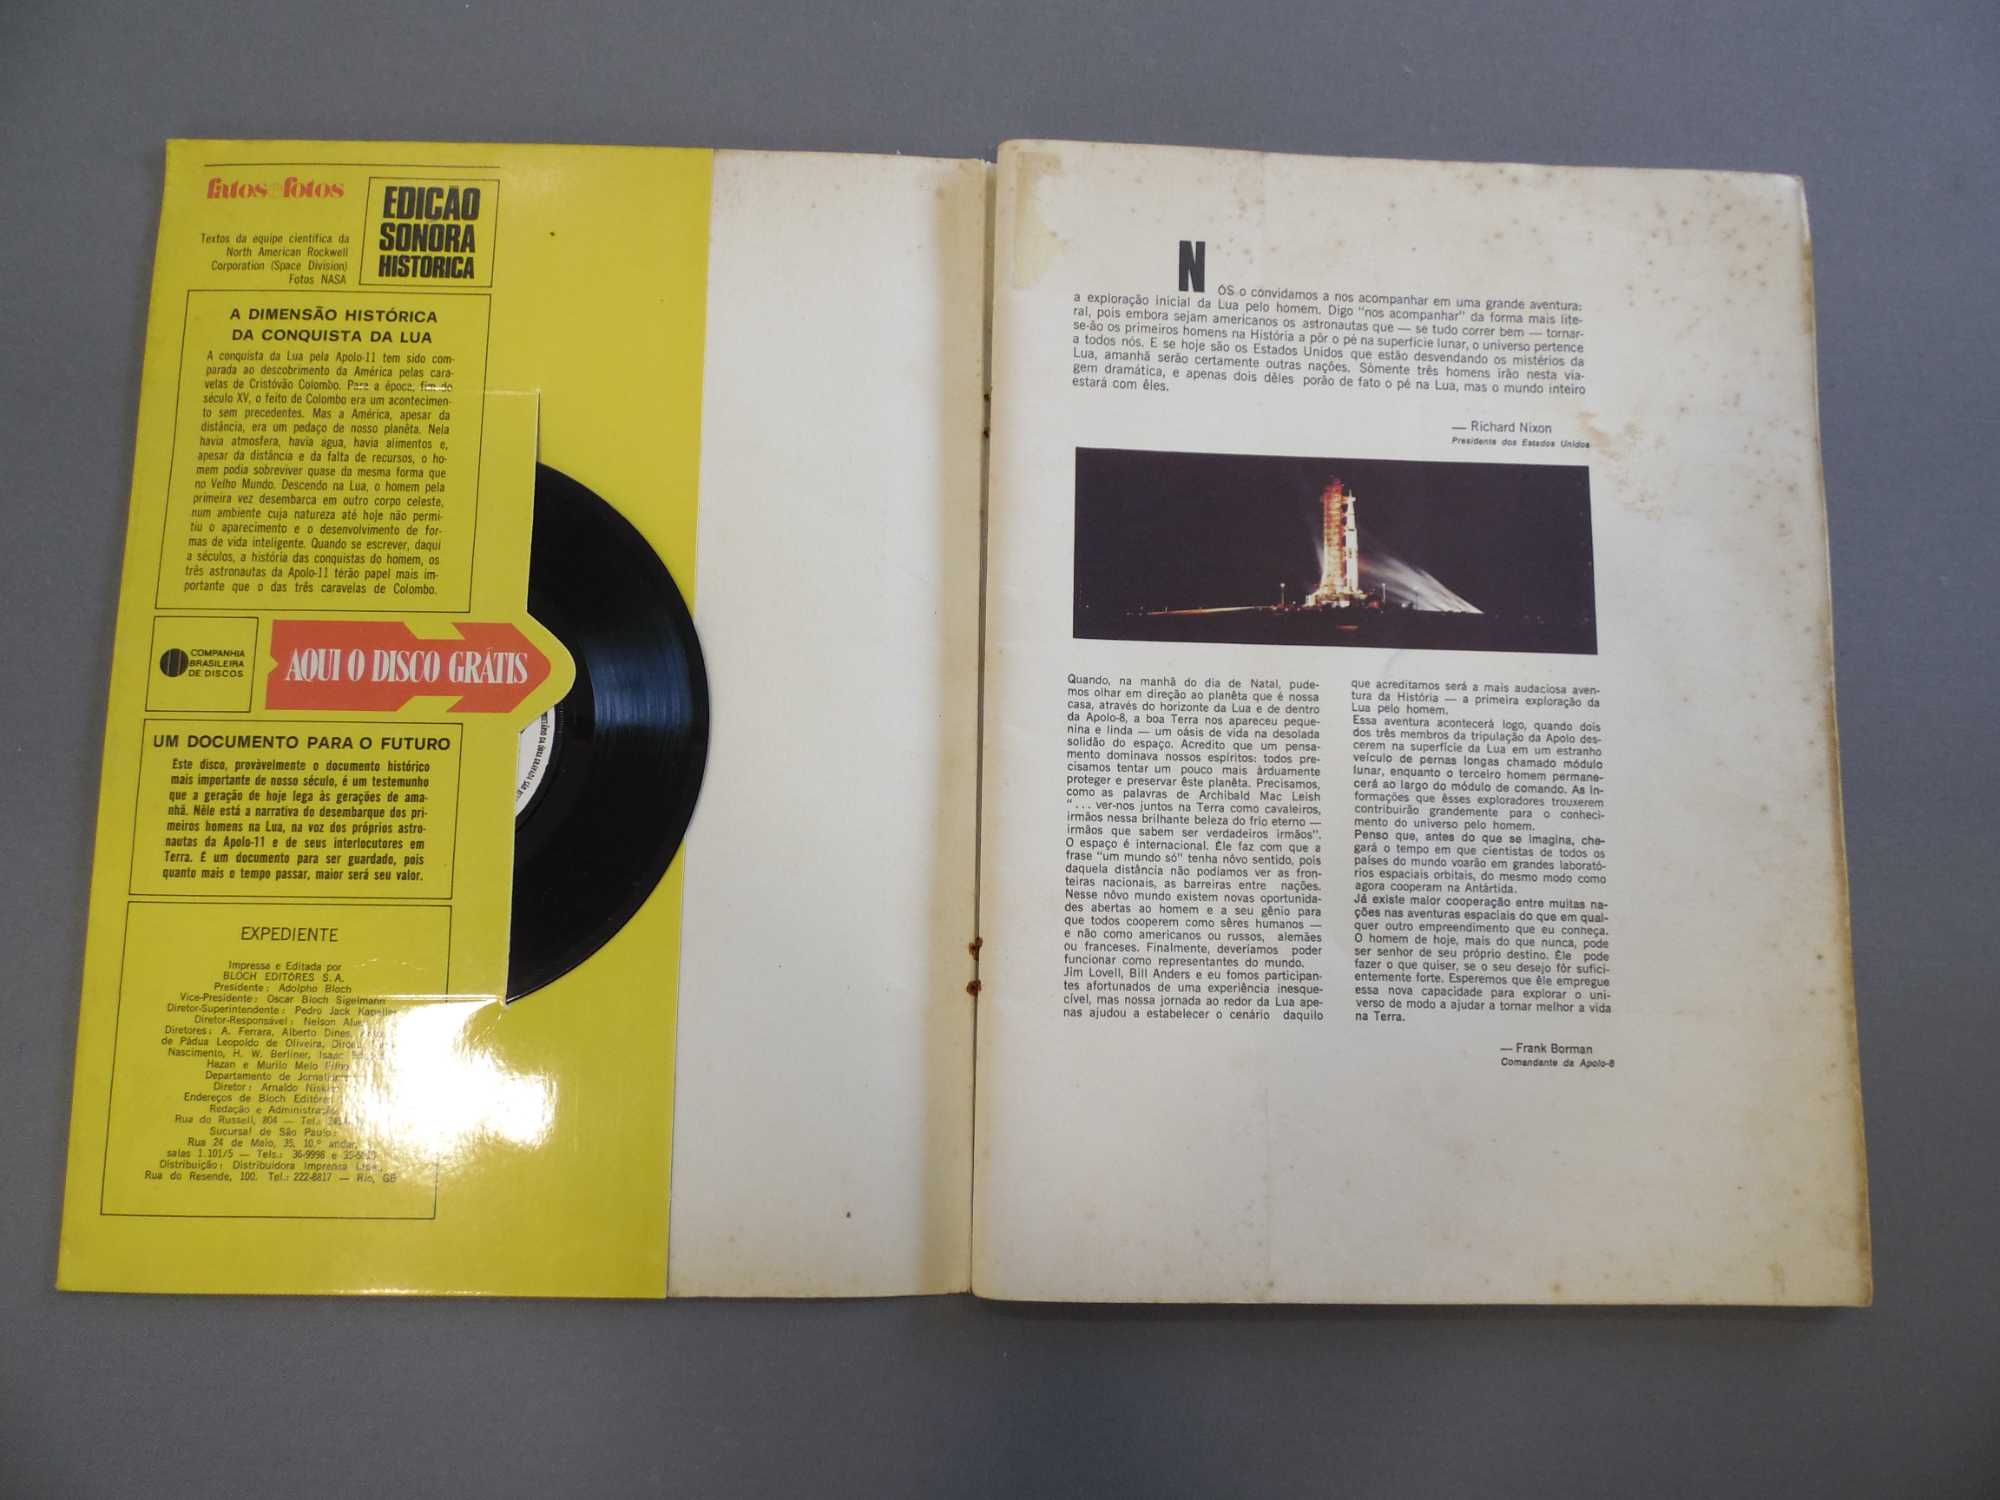 fatos e fotos
EDIÇÃO
SONORA
HISTÓRICA
Textos da equipe científica da
North American Rockwell
Corporation (Space Division)
Fotos NASA
A DIMENSÃO HISTÓRICA
DA CONQUISTA DA LUA
A conquista da Lua pela Apolo-11 tem sido com-
parada ao descobrimento da América pelas cara-
velas de Cristóvão Colombo. Para a época, fim do
século XV, o feito de Colombo era um acontecimen-
to sem precedentes. Mas a América, apesar da
distância, era um pedaço de nosso planêta. Nela
havia atmosfera, havia água, havia alimentos e,
apesar da distância e da falta de recursos, o ho-
mem podia sobreviver quase da mesma forma que
no Velho Mundo. Descendo na Lua, o homem pela
primeira vez desembarca em outro corpo celeste,
num ambiente cuja natureza até hoje não permi-
tiu o aparecimento e o desenvolvimento de for-
mas de vida inteligente. Quando se escrever, daqui
a séculos, a história das conquistas do homem, os
três astronautas da Apolo-11 terão papel mais im-
portante que o das três caravelas de Colombo.
COMPANHIA
BRASILEIRA
DE DISCOS
AQUI O DISCO GRÁTIS
UM DOCUMENTO PARA O FUTURO
Este disco, provàvelmente o documento histórico
mais importante de nosso século, é um testemunho
que a geração de hoje lega às gerações de ama-
nhã. Nêle está a narrativa do desembarque dos pri-
meiros homens na Lua, na voz dos próprios astro-
nautas da Apolo-11 e de seus interlocutores em
Terra. É um documento para ser guardado, pois
quanto mais o tempo passar, maior será seu valor.
EXPEDIENTE
Impressa e Editada por
BLOCH EDITÔRES S.A.
Presidente: Adolpho Bloch
Vice-Presidente: Oscar Bloch Sigelmann
Diretor-Superintendente: Pedro Jack Kapeller
Diretor-Responsável: Nelson Alves
Diretores: A. Ferrara, Alberto Dines,
de Pádua Leopoldo de Oliveira,
Nascimento, H. W. Berliner, Isaac
Hazan e Murilo Melo Filho
Departamento de
Diretor: Arnaldo
Endereços de Bloch Editôres
Redação e Administração
Rua do Russell, 804 — Tel.:
Sucursal de São Paulo:
Rua 24 de Maio, 35, 10.º andar,
salas 1.101/5 — Tels.: 36-9998 e
Distribuição: Distribuidora Imprensa Ltda.,
Rua do Resende, 100. Tel.: 222-8817 — Rio, GB
NÓS o convidamos a nos acompanhar em uma grande aventura:
a exploração inicial da Lua pelo homem. Digo "nos acompanhar" da forma mais lite-
ral, pois embora sejam americanos os astronautas que — se tudo correr bem — tornar-
se-ão os primeiros homens na História a pôr o pé na superfície lunar, o universo pertence
a todos nós. E se hoje são os Estados Unidos que estão desvendando os mistérios da
Lua, amanhã serão certamente outras nações. Sòmente três homens irão nesta via-
gem dramática, e apenas dois dêles porão de fato o pé na Lua, mas o mundo inteiro
estará com êles.
— Richard Nixon
Presidente dos Estados Unidos
Quando, na manhã do dia de Natal, pude-
mos olhar em direção ao planêta que é nossa
casa, através do horizonte da Lua e de dentro
da Apolo-8, a boa Terra nos apareceu peque-
nina e linda — um oásis de vida na desolada
solidão do espaço. Acredito que um pensa-
mento dominava nossos espíritos: todos pre-
cisamos tentar um pouco mais àrduamente
proteger e preservar êste planêta. Precisamos,
como as palavras de Archibald Mac Leish
"... ver-nos juntos na Terra como cavaleiros,
irmãos nessa brilhante beleza do frio eterno —
irmãos que sabem ser verdadeiros irmãos".
O espaço é internacional. Êle faz com que a
frase "um mundo só" tenha nôvo sentido, pois
daquela distância não podíamos ver as fron-
teiras nacionais, as barreiras entre nações.
Nesse nôvo mundo existem novas oportunida-
des abertas ao homem e a seu gênio para
que todos cooperem como sêres humanos —
e não como americanos ou russos, alemães
ou franceses. Finalmente, deveríamos poder
funcionar como representantes do mundo.
Jim Lovell, Bill Anders e eu fomos participan-
tes afortunados de uma experiência inesque-
cível, mas nossa jornada ao redor da Lua ape-
nas ajudou a estabelecer o cenário daquilo
que acreditamos será a mais audaciosa aven-
tura da História — a primeira exploração da
Lua pelo homem.
Essa aventura acontecerá logo, quando dois
dos três membros da tripulação da Apolo des-
cerem na superfície da Lua em um estranho
veículo de pernas longas chamado módulo
lunar, enquanto o terceiro homem permane-
cerá ao largo do módulo de comando. As in-
formações que êsses exploradores trouxerem
contribuirão grandemente para o conheci-
mento do universo pelo homem.
Penso que, antes do que se imagina, che-
gará o tempo em que cientistas de todos os
países do mundo voarão em grandes laborató-
rios espaciais orbitais, do mesmo modo como
agora cooperam na Antártida.
Já existe maior cooperação entre muitas na-
ções nas aventuras espaciais do que em qual-
quer outro empreendimento que eu conheça.
O homem de hoje, mais do que nunca, pode
ser senhor de seu próprio destino. Êle pode
fazer o que quiser, se o seu desejo fôr sufici-
entemente forte. Esperemos que êle empregue
essa nova capacidade para explorar o uni-
verso de modo a ajudar a tornar melhor a vida
na Terra.
— Frank Borman
Comandante da Apolo-8